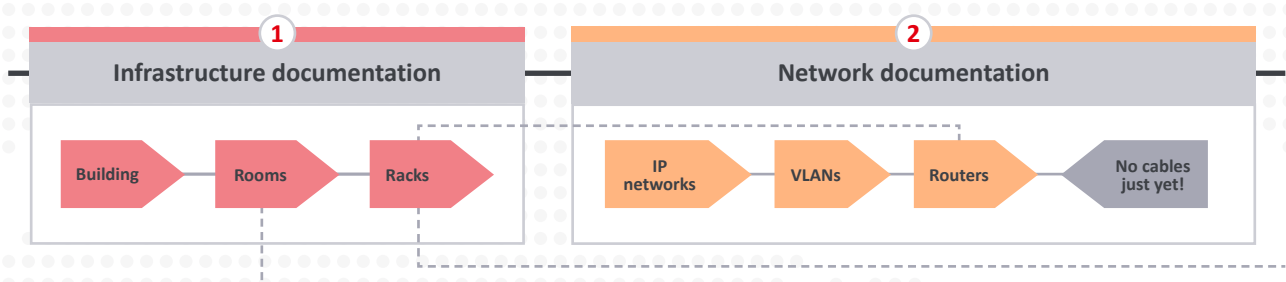 1
Infrastructure documentation
Building
Rooms
Racks
2
Network documentation
IP
networks
VLANs
Routers
No cables
just yet!